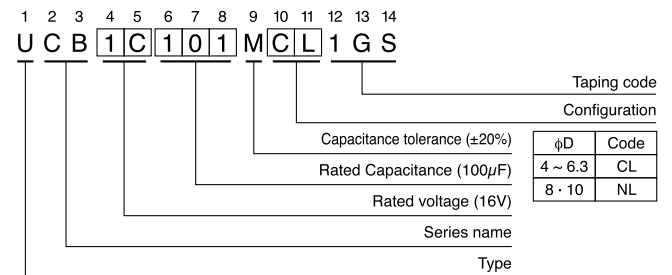 1 2 3 4 5 6 7 8 9 10 11 12 13 14
U C B 1 C 1 0 1 M C L 1 G S
Taping code
Configuration
Capacitance tolerance (±20%)
Rated Capacitance (100µF)
Rated voltage (16V)
Series name
Type
ϕD Code
4 ~ 6.3 CL
8 · 10 NL